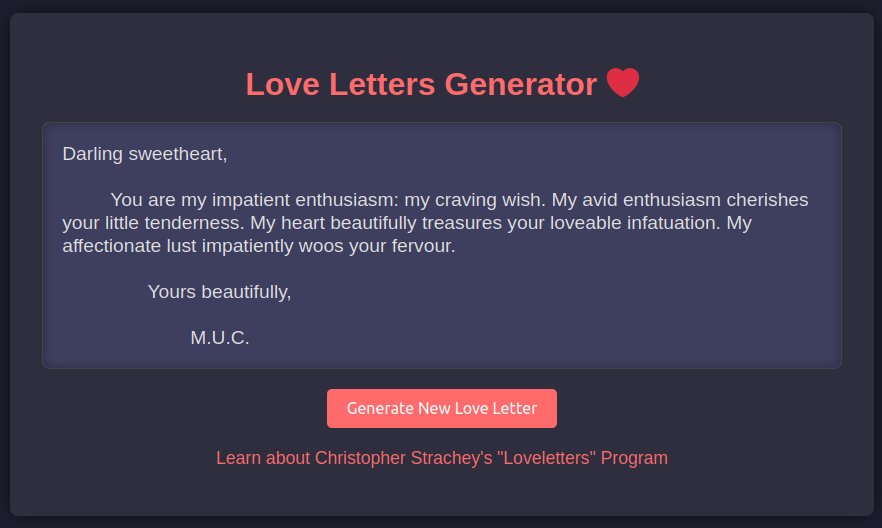 Love Letters Generator ❤️
Darling sweetheart,
You are my impatient enthusiasm: my craving wish. My avid enthusiasm cherishes
your little tenderness. My heart beautifully treasures your loveable infatuation. My
affectionate lust impatiently woos your fervour.
Yours beautifully,
M.U.C.
Generate New Love Letter
Learn about Christopher Strachey's "Loveletters" Program